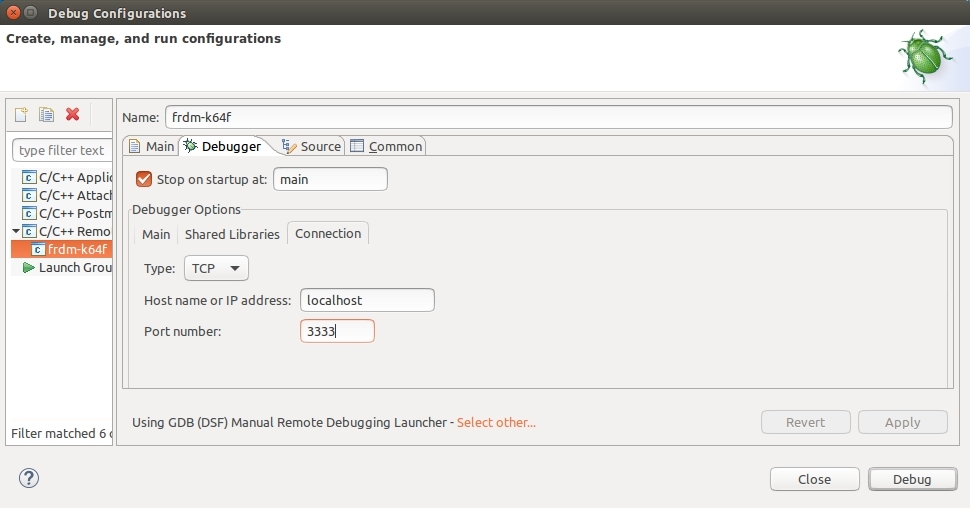 Debug Configurations
Create, manage, and run configurations
type filter text
C/C++ Applic
C/C++ Attach
C/C++ Postm
C/C++ Remo
frdm-k64f
Launch Grou
Filter matched 6 o
Name: frdm-k64f
Main Debugger Source Common
Stop on startup at: main
Debugger Options
Main Shared Libraries Connection
Type: TCP
Host name or IP address: localhost
Port number: 3333
Using GDB (DSF) Manual Remote Debugging Launcher - Select other...
Revert Apply
? Close Debug